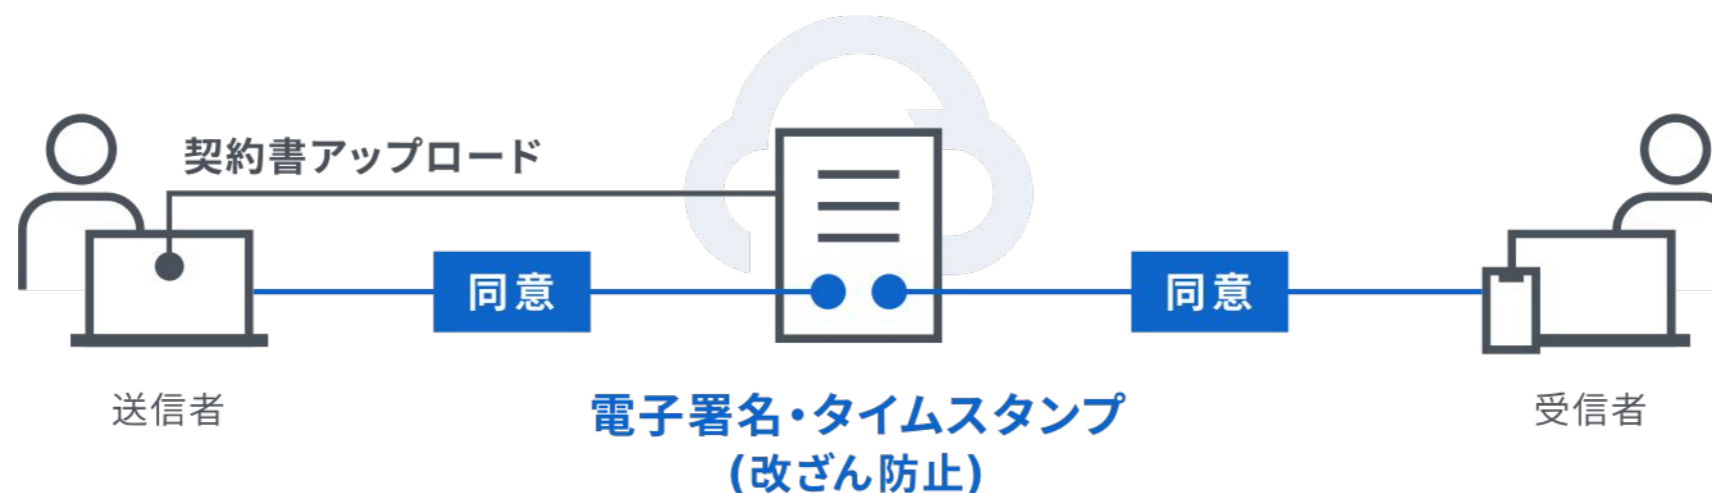 契約書アップロード
同意
同意
送信者
電子署名・タイムスタンプ
(改ざん防止)
受信者